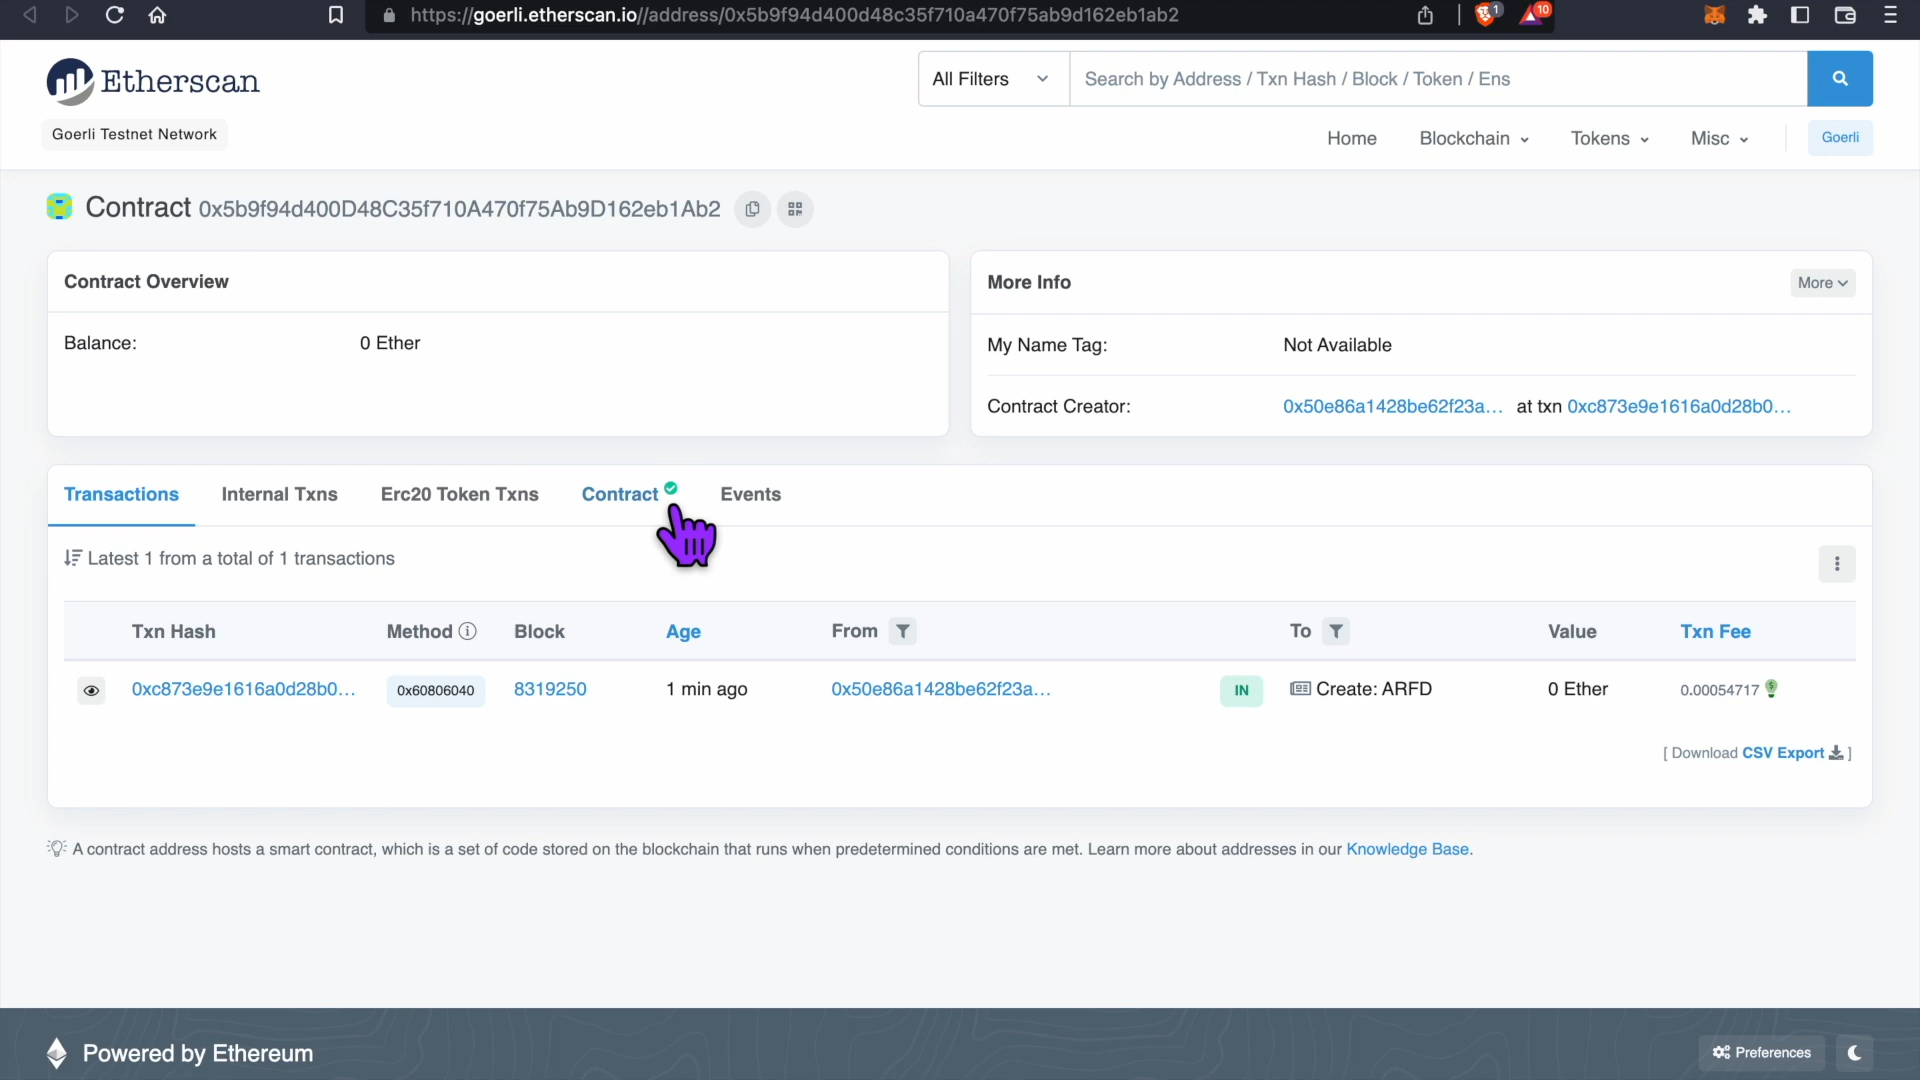 https://goerli.etherscan.io//address/0x5b9f94d400d48c35f710a470f75ab9d162eb1ab2
1
10
Etherscan
All Filters
Search by Address / Txn Hash / Block / Token / Ens
Goerli Testnet Network
Home
Blockchain
Tokens
Misc
Goerli
Contract 0x5b9f94d400D48C35f710A470f75Ab9D162eb1Ab2
Contract Overview
Balance: 0 Ether
More Info
More
My Name Tag: Not Available
Contract Creator: 0x50e86a1428be62f23a... at txn 0xc873e9e1616a0d28b0...
Transactions
Internal Txns
Erc20 Token Txns
Contract
Events
Latest 1 from a total of 1 transactions
Txn Hash Method Block Age From To Value Txn Fee
0xc873e9e1616a0d28b0... 0x60806040 8319250 1 min ago 0x50e86a1428be62f23a... IN Create: ARFD 0 Ether 0.00054717
[ Download CSV Export ]
A contract address hosts a smart contract, which is a set of code stored on the blockchain that runs when predetermined conditions are met. Learn more about addresses in our Knowledge Base.
Powered by Ethereum
Preferences